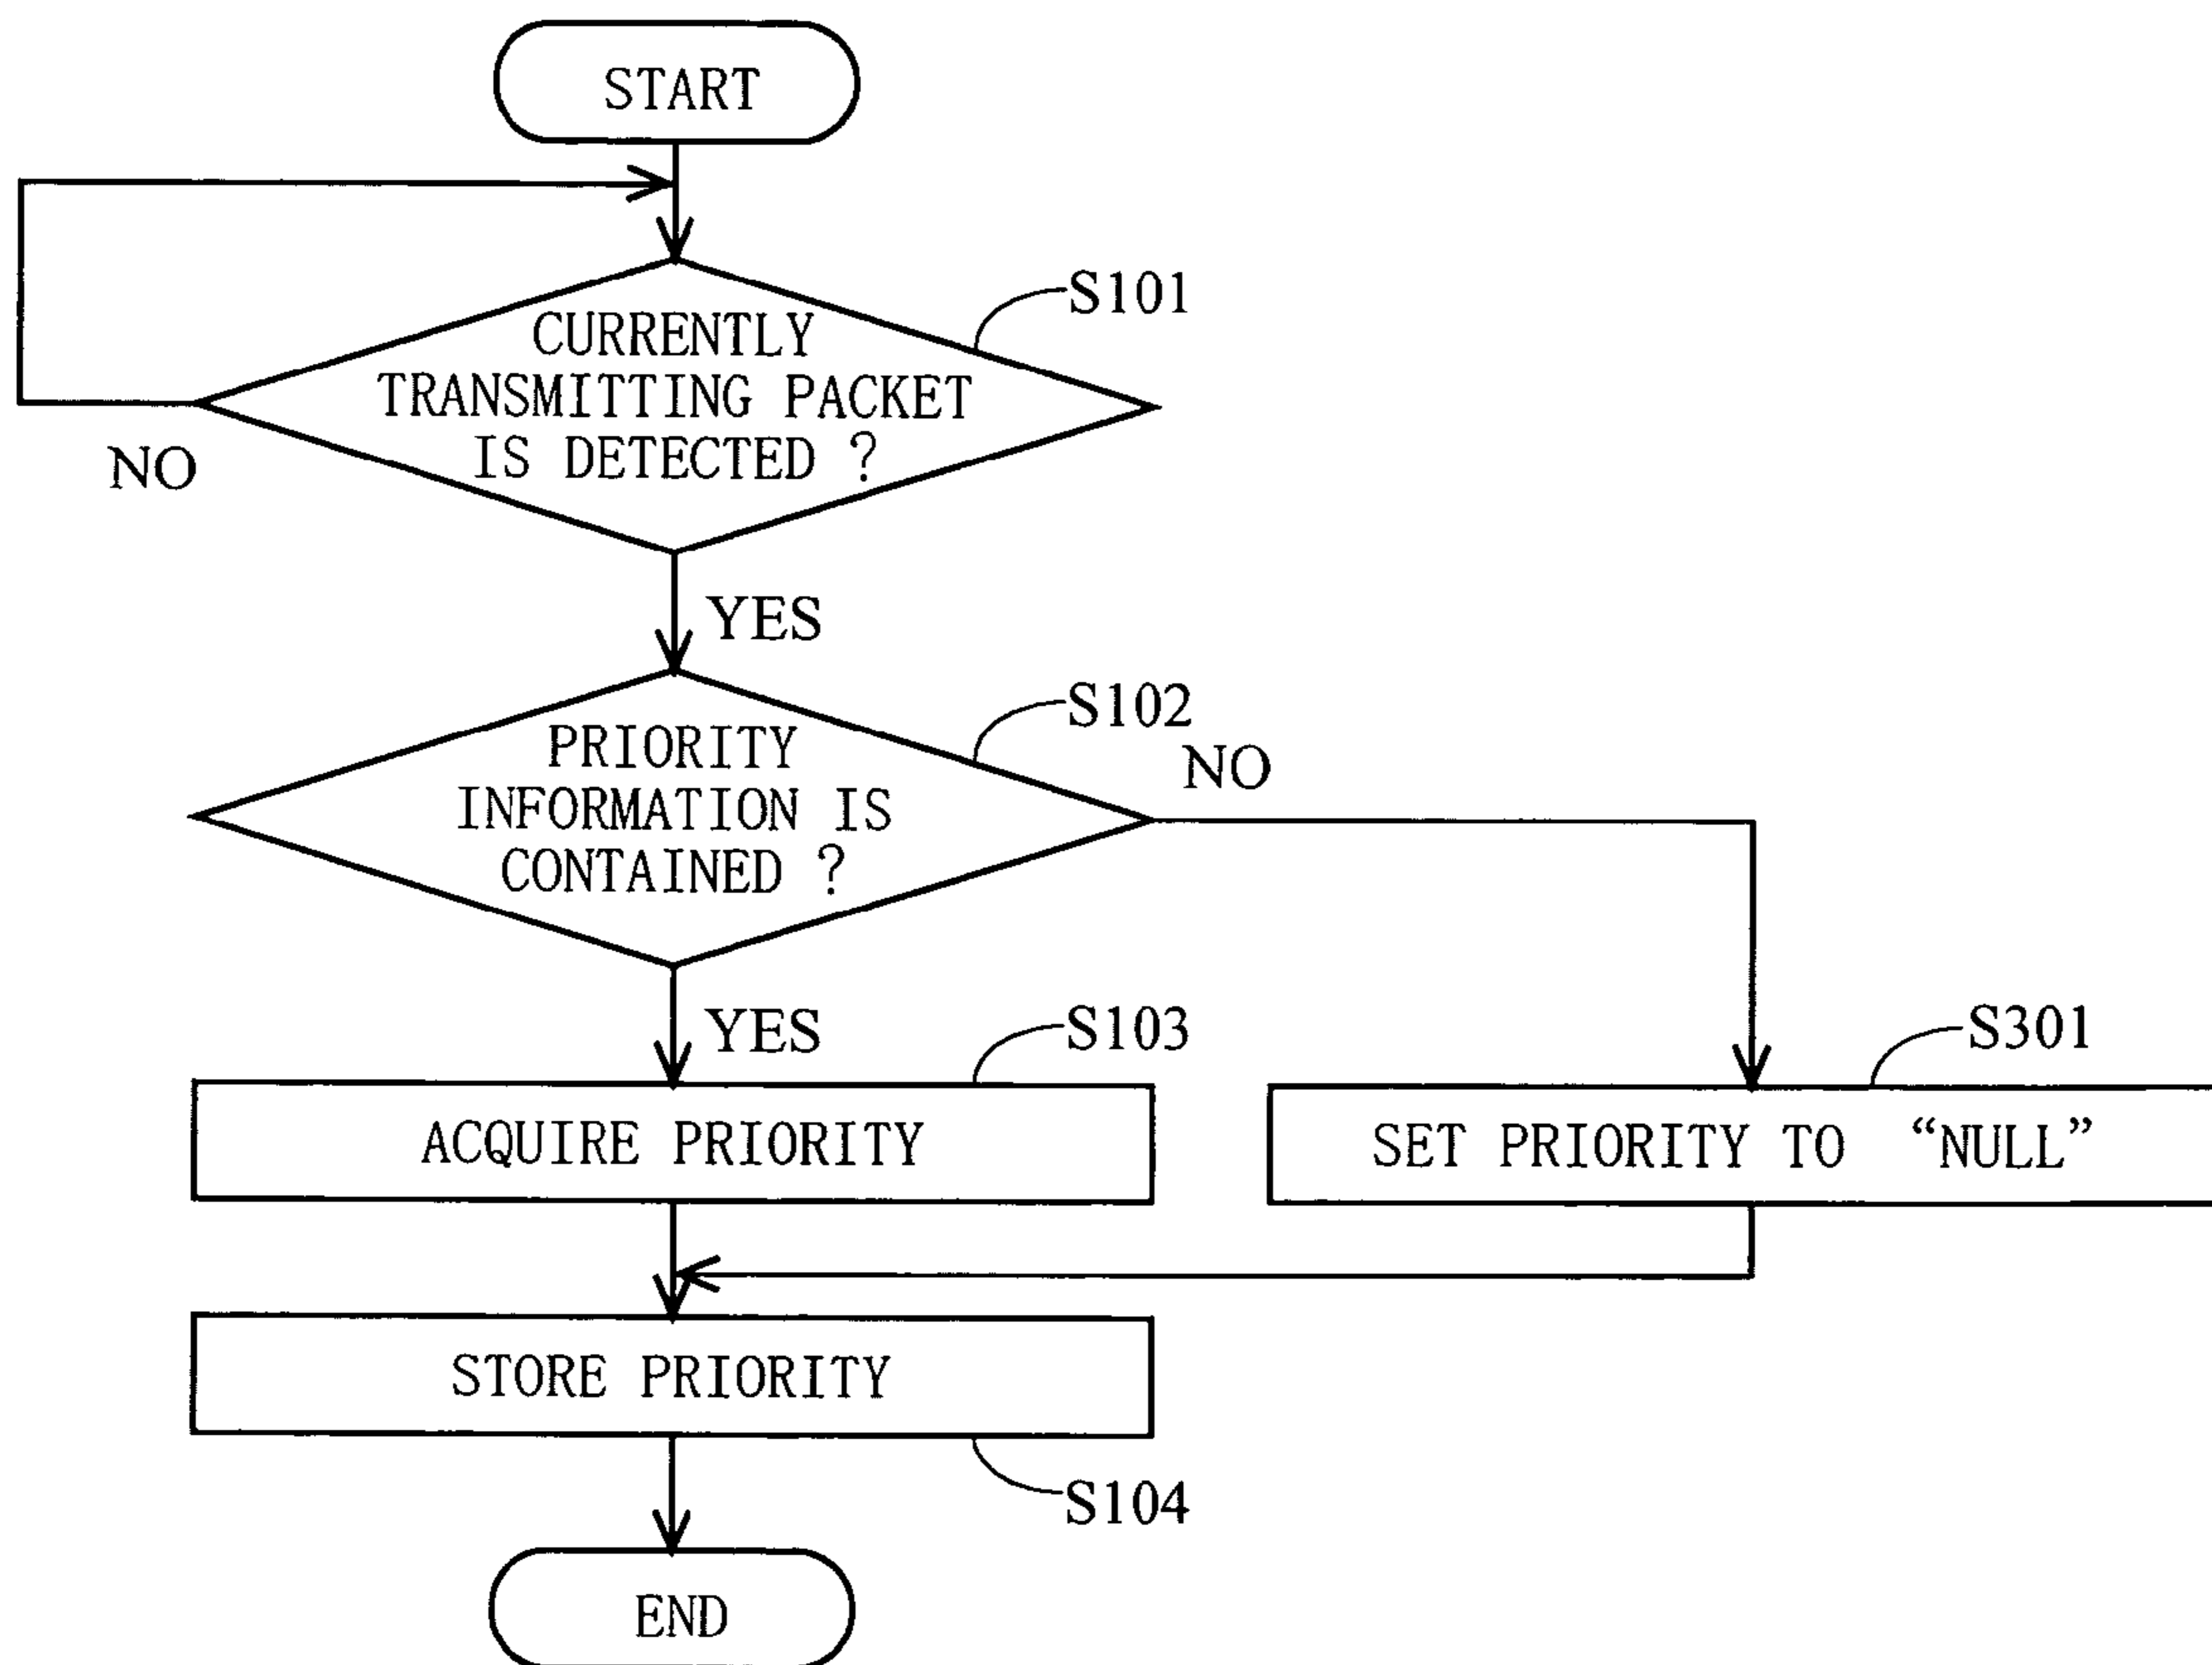 START
S101
CURRENTLY
TRANSMITTING PACKET
IS DETECTED ?
NO
YES
S102
PRIORITY
INFORMATION IS
CONTAINED ?
NO
YES
S103
S301
ACQUIRE PRIORITY
SET PRIORITY TO “NULL”
STORE PRIORITY
S104
END